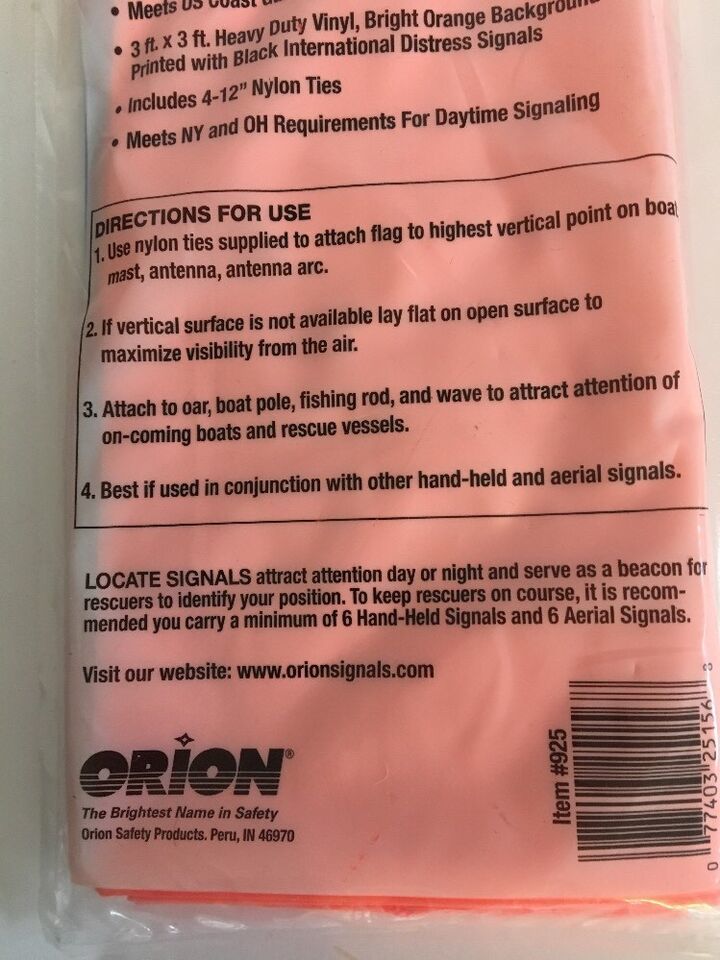 • Meets US Coast
• 3 ft. x 3 ft. Heavy Duty Vinyl, Bright Orange Background
Printed with Black International Distress Signals
• Includes 4-12" Nylon Ties
• Meets NY and OH Requirements For Daytime Signaling
DIRECTIONS FOR USE
1. Use nylon ties supplied to attach flag to highest vertical point on boat
mast, antenna, antenna arc.
2. If vertical surface is not available lay flat on open surface to
maximize visibility from the air.
3. Attach to oar, boat pole, fishing rod, and wave to attract attention of
on-coming boats and rescue vessels.
4. Best if used in conjunction with other hand-held and aerial signals.
LOCATE SIGNALS attract attention day or night and serve as a beacon for
rescuers to identify your position. To keep rescuers on course, it is recom-
mended you carry a minimum of 6 Hand-Held Signals and 6 Aerial Signals.
Visit our website: www.orionsignals.com
ORION®
The Brightest Name in Safety
Orion Safety Products. Peru, IN 46970
Item #925
0 77403 25156 8